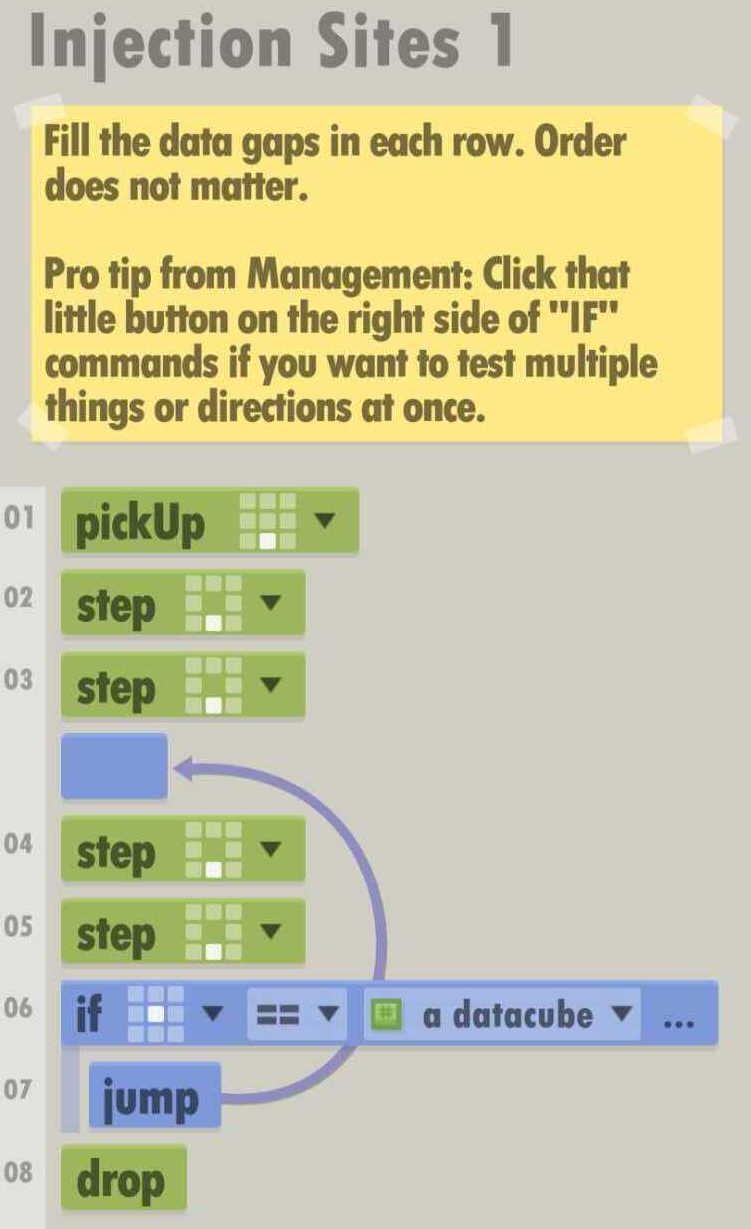 Injection Sites 1
Fill the data gaps in each row. Order
does not matter.
Pro tip from Management: Click that
little button on the right side of "IF"
commands if you want to test multiple
things or directions at once.
01 pickUp
02 step
03 step
04 step
05 step
06 if == a datacube ...
07 jump
08 drop